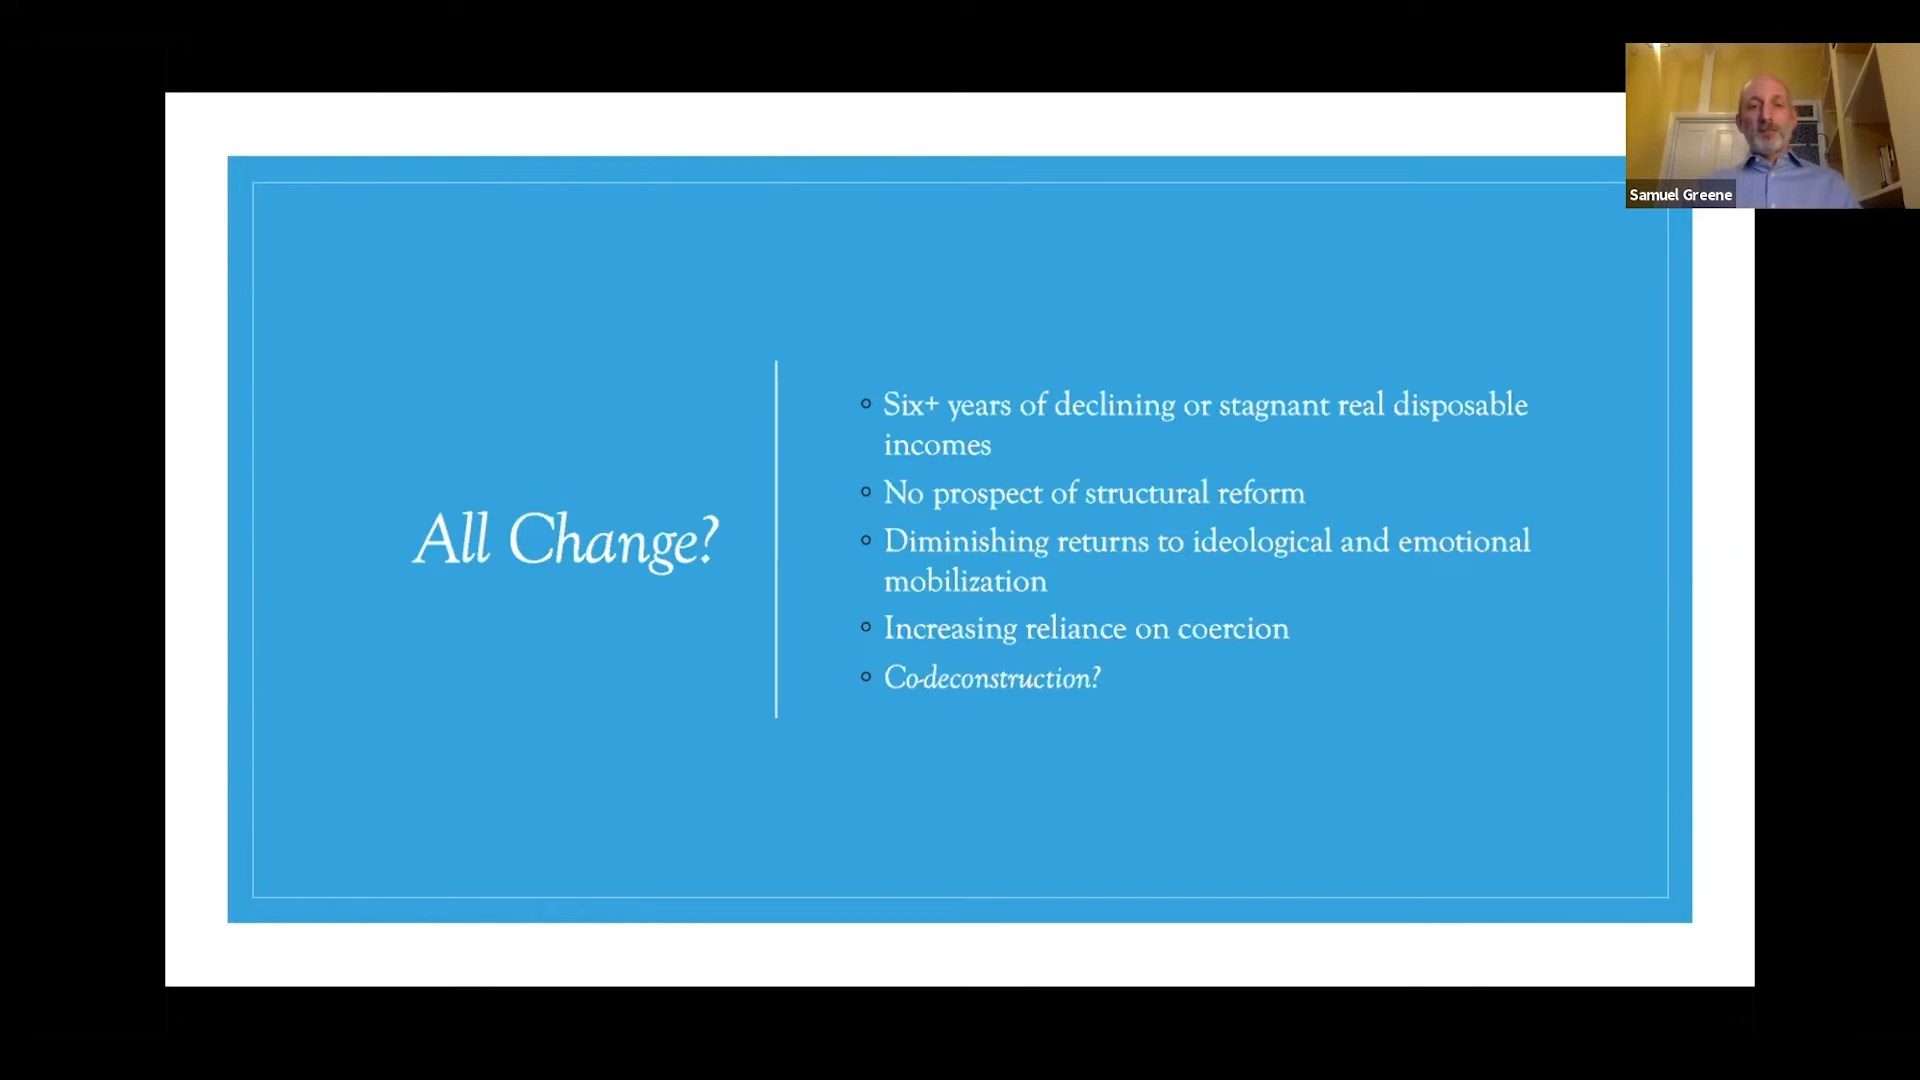 Samuel Greene
All Change?
Six+ years of declining or stagnant real disposable
incomes
No prospect of structural reform
Diminishing returns to ideological and emotional
mobilization
Increasing reliance on coercion
Co-deconstruction?